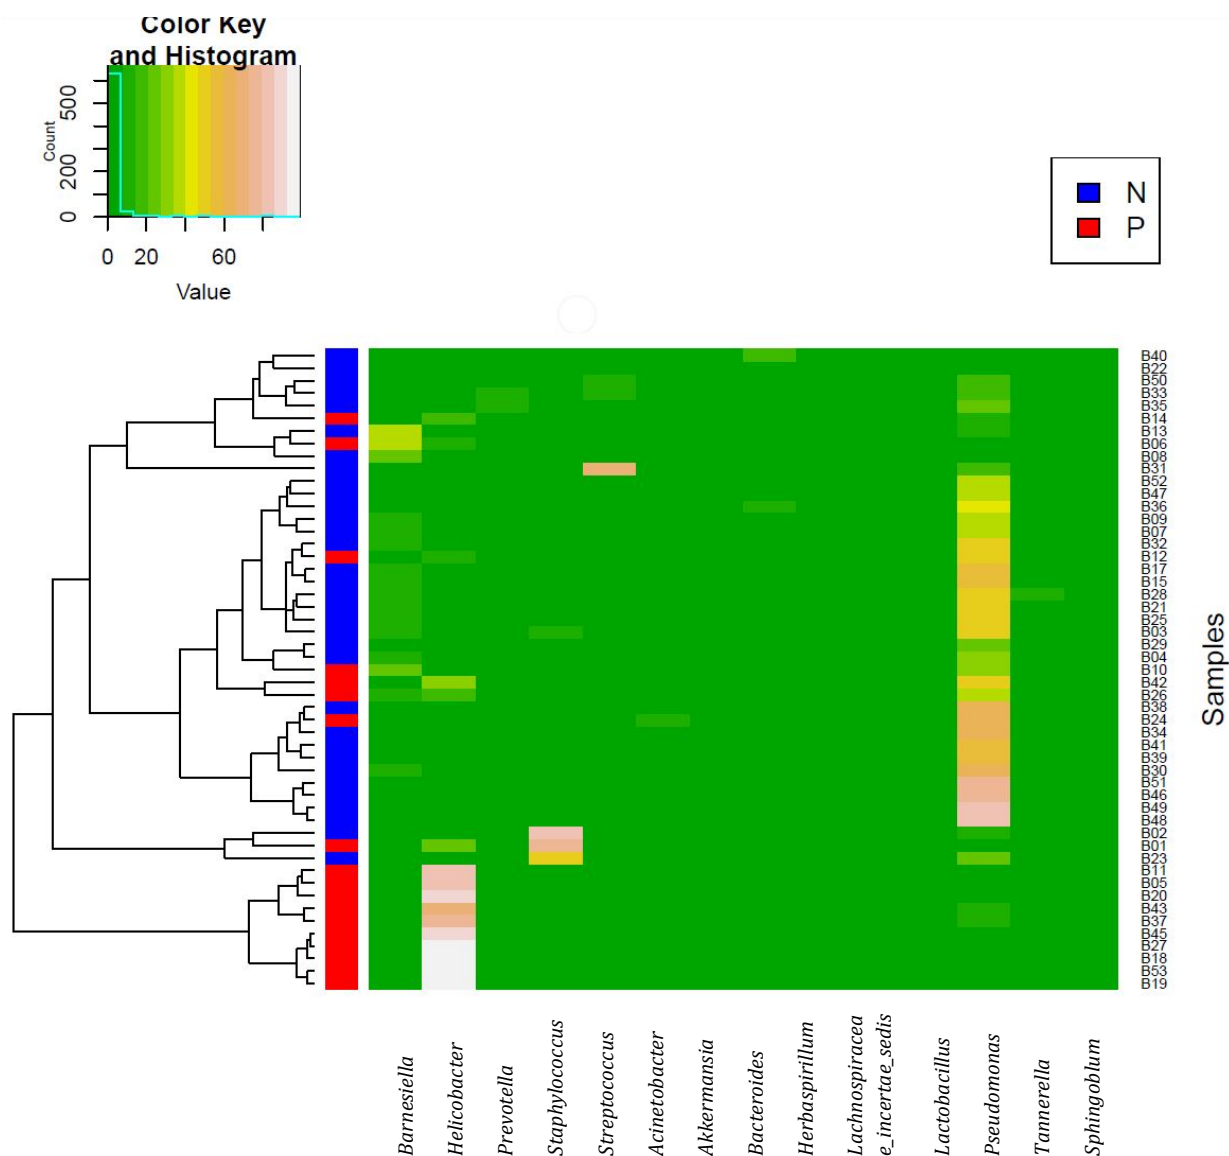 Color Key
and Histogram
Count
0 200 500
0 20 60
Value
N
P
B40
B22
B50
B33
B35
B14
B13
B06
B08
B31
B52
B47
B36
B09
B07
B32
B12
B17
B15
B28
B21
B25
B03
B29
B04
B10
B42
B26
B38
B24
B34
B41
B39
B30
B51
B46
B49
B48
B02
B01
B23
B11
B05
B20
B43
B37
B45
B27
B18
B53
B19
Samples
Barnesiella
Helicobacter
Prevotella
Staphylococcus
Streptococcus
Acinetobacter
Akkermansia
Bacteroides
Herbaspirillum
Lachnospiracea
e_incertae_sedis
Lactobacillus
Pseudomonas
Tannerella
Sphingoblum